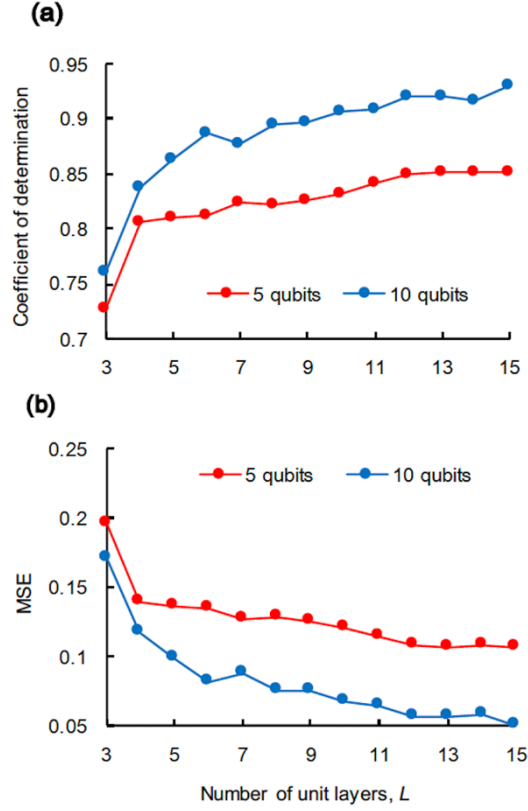 (a)
Coefficient of determination
0.95
0.9
0.85
0.8
0.75
0.7
5 qubits
10 qubits
3 5 7 9 11 13 15
(b)
MSE
0.25
0.2
0.15
0.1
0.05
5 qubits
10 qubits
3 5 7 9 11 13 15
Number of unit layers, L